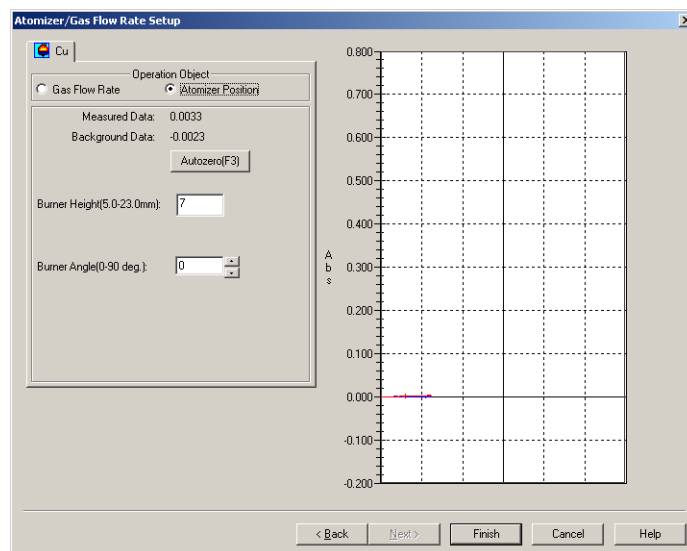 Atomizer/Gas Flow Rate Setup
Cu
Operation Object
Gas Flow Rate
Atomizer Position
Measured Data: 0.0033
Background Data: -0.0023
Autozero(F3)
Burner Height(5.0-23.0mm): 7
Burner Angle(0-90 deg.): 0
0.800
0.700
0.600
0.500
0.400
0.300
0.200
0.100
0.000
-0.100
-0.200
A
b
s
< Back
Next >
Finish
Cancel
Help